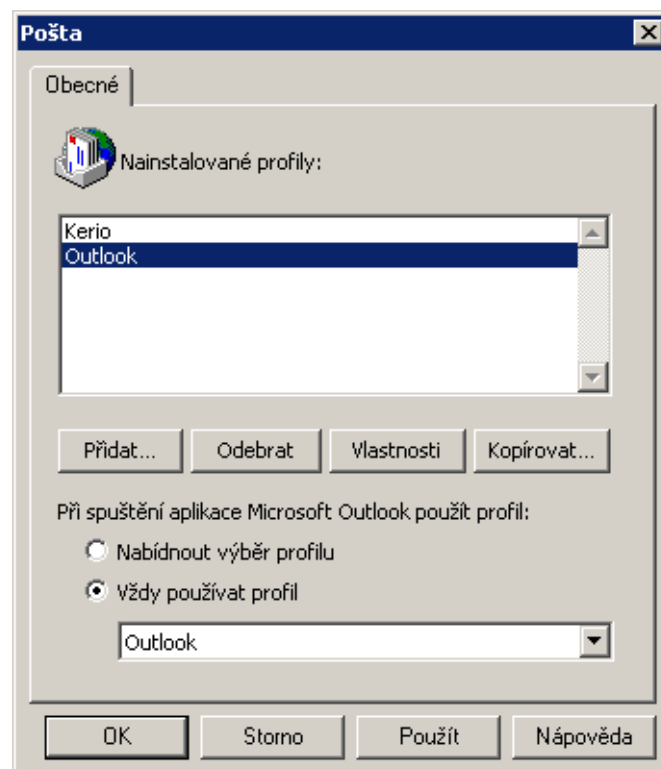 Pošta
Obecné
Nainstalované profily:
Kerio
Outlook
Přidat... Odebrat Vlastnosti Kopírovat...
Při spuštění aplikace Microsoft Outlook použít profil:
Nabídnout výběr profilu
Vždy používat profil
Outlook
OK Storno Použít Nápověda